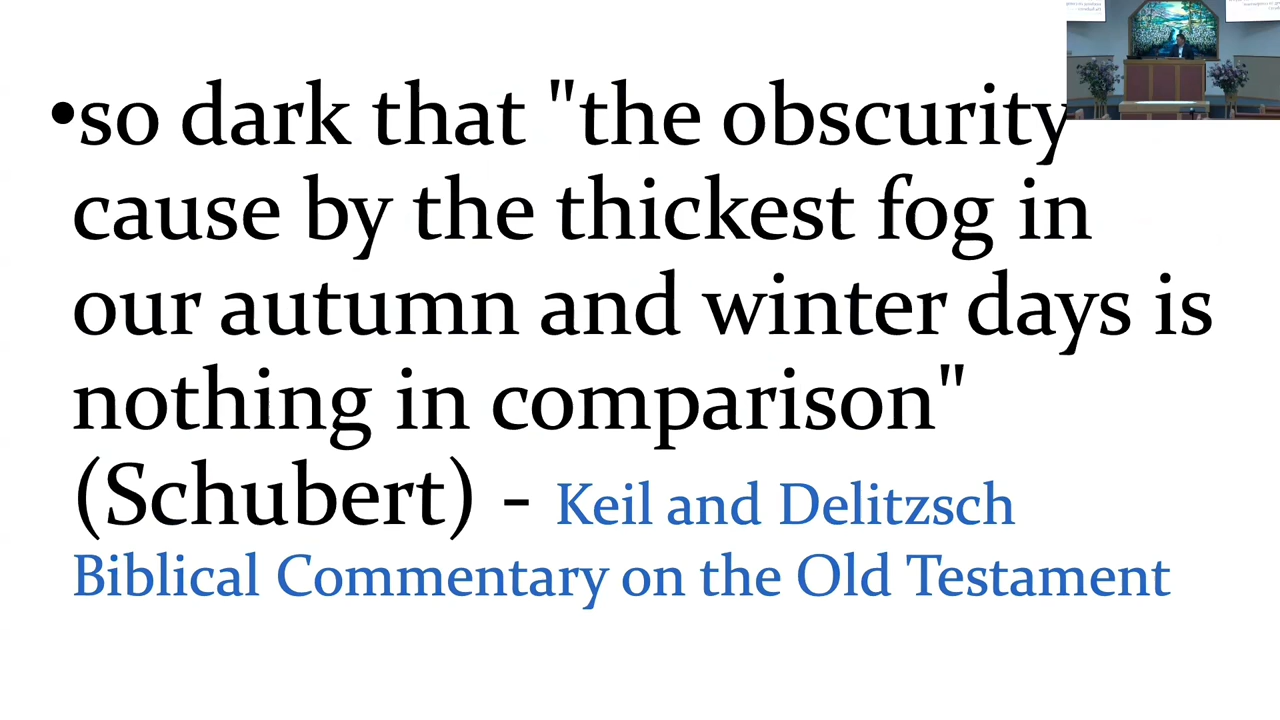 •so dark that "the obscurity
cause by the thickest fog in
our autumn and winter days is
nothing in comparison"
(Schubert) - Keil and Delitzsch
Biblical Commentary on the Old Testament